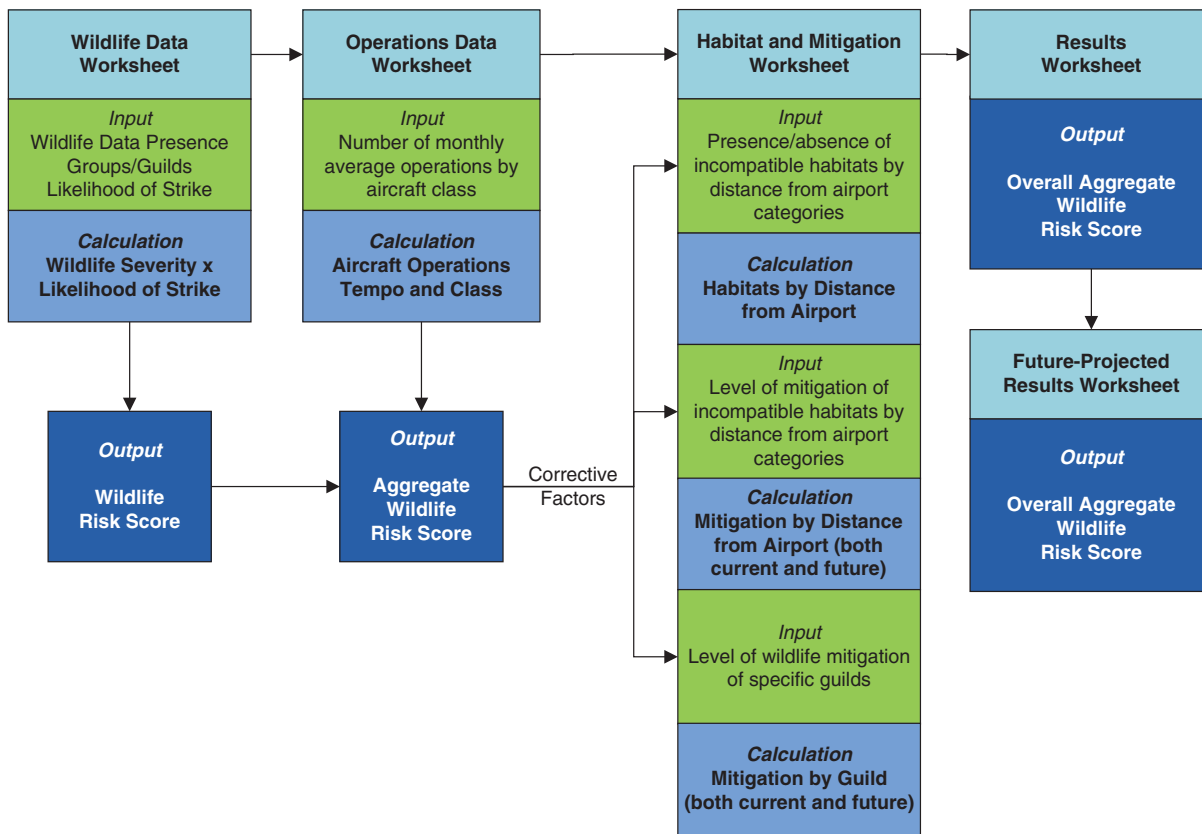 Wildlife Data
Worksheet
Input
Wildlife Data Presence
Groups/Guilds
Likelihood of Strike
Calculation
Wildlife Severity x
Likelihood of Strike
Output
Wildlife
Risk Score
Operations Data
Worksheet
Input
Number of monthly
average operations by
aircraft class
Calculation
Aircraft Operations
Tempo and Class
Output
Aggregate
Wildlife
Risk Score
Corrective
Factors
Habitat and Mitigation
Worksheet
Input
Presence/absence of
incompatible habitats by
distance from airport
categories
Calculation
Habitats by Distance
from Airport
Input
Level of mitigation of
incompatible habitats by
distance from airport
categories
Calculation
Mitigation by Distance
from Airport (both
current and future)
Input
Level of wildlife mitigation
of specific guilds
Calculation
Mitigation by Guild
(both current and future)
Results
Worksheet
Output
Overall Aggregate
Wildlife
Risk Score
Future-Projected
Results Worksheet
Output
Overall Aggregate
Wildlife
Risk Score